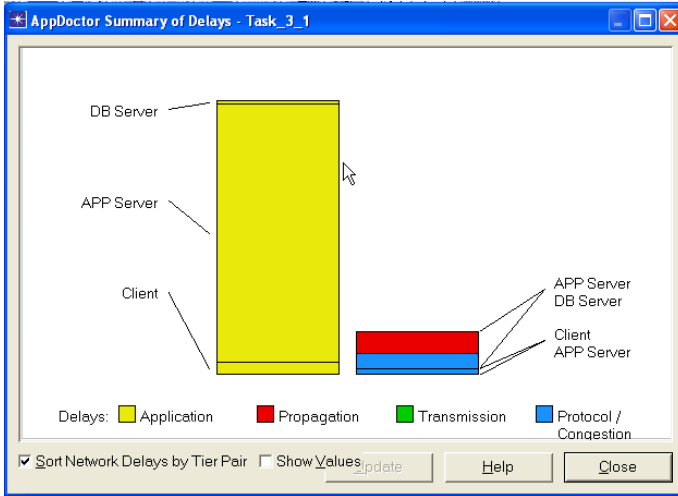 AppDoctor Summary of Delays - Task_3_1
DB Server
APP Server
Client
APP Server
DB Server
Client
APP Server
Delays: Application Propagation Transmission Protocol /
Congestion
Sort Network Delays by Tier Pair Show Values Update Help Close